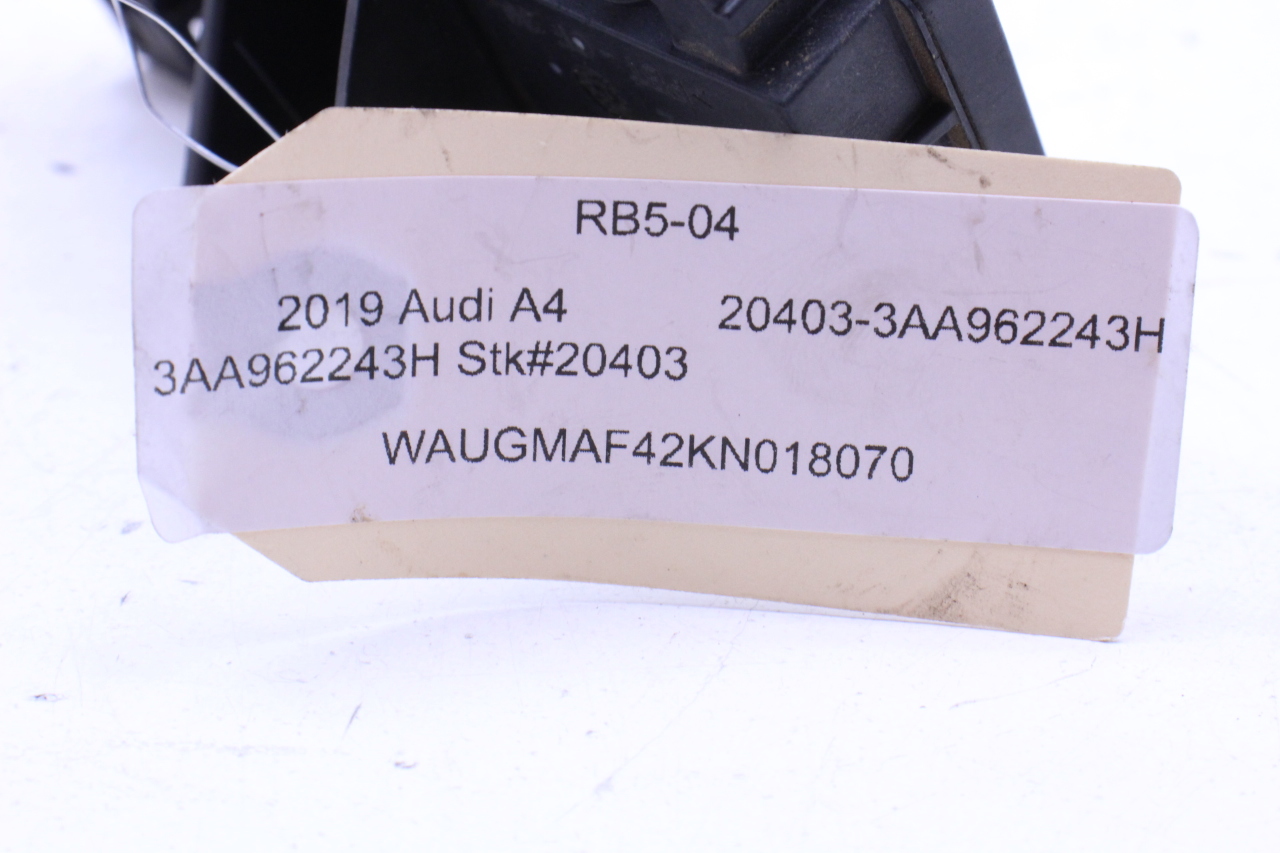 RB5-04
2019 Audi A4 20403-3AA962243H
3AA962243H Stk#20403
WAUGMAF42KN018070